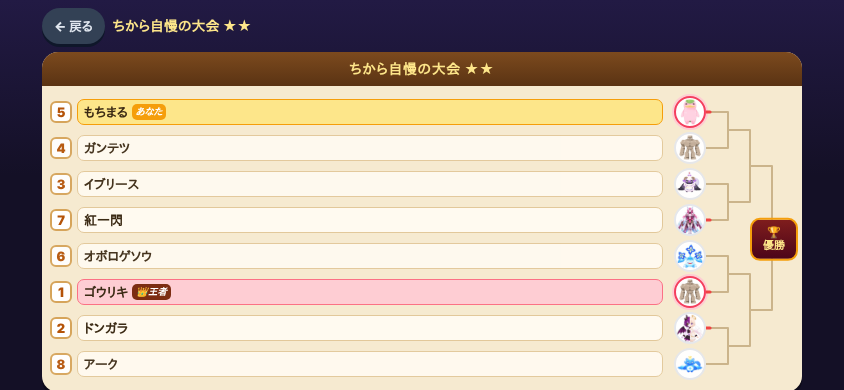 ← 戻る ちから自慢の大会 ★★
ちから自慢の大会 ★★
5 もちまる あなた
4 ガンテツ
3 イブリース
7 紅一閃
6 オボロゲソウ
1 ゴウリキ 👑王者
2 ドンガラ
8 アーク
🏆
優勝